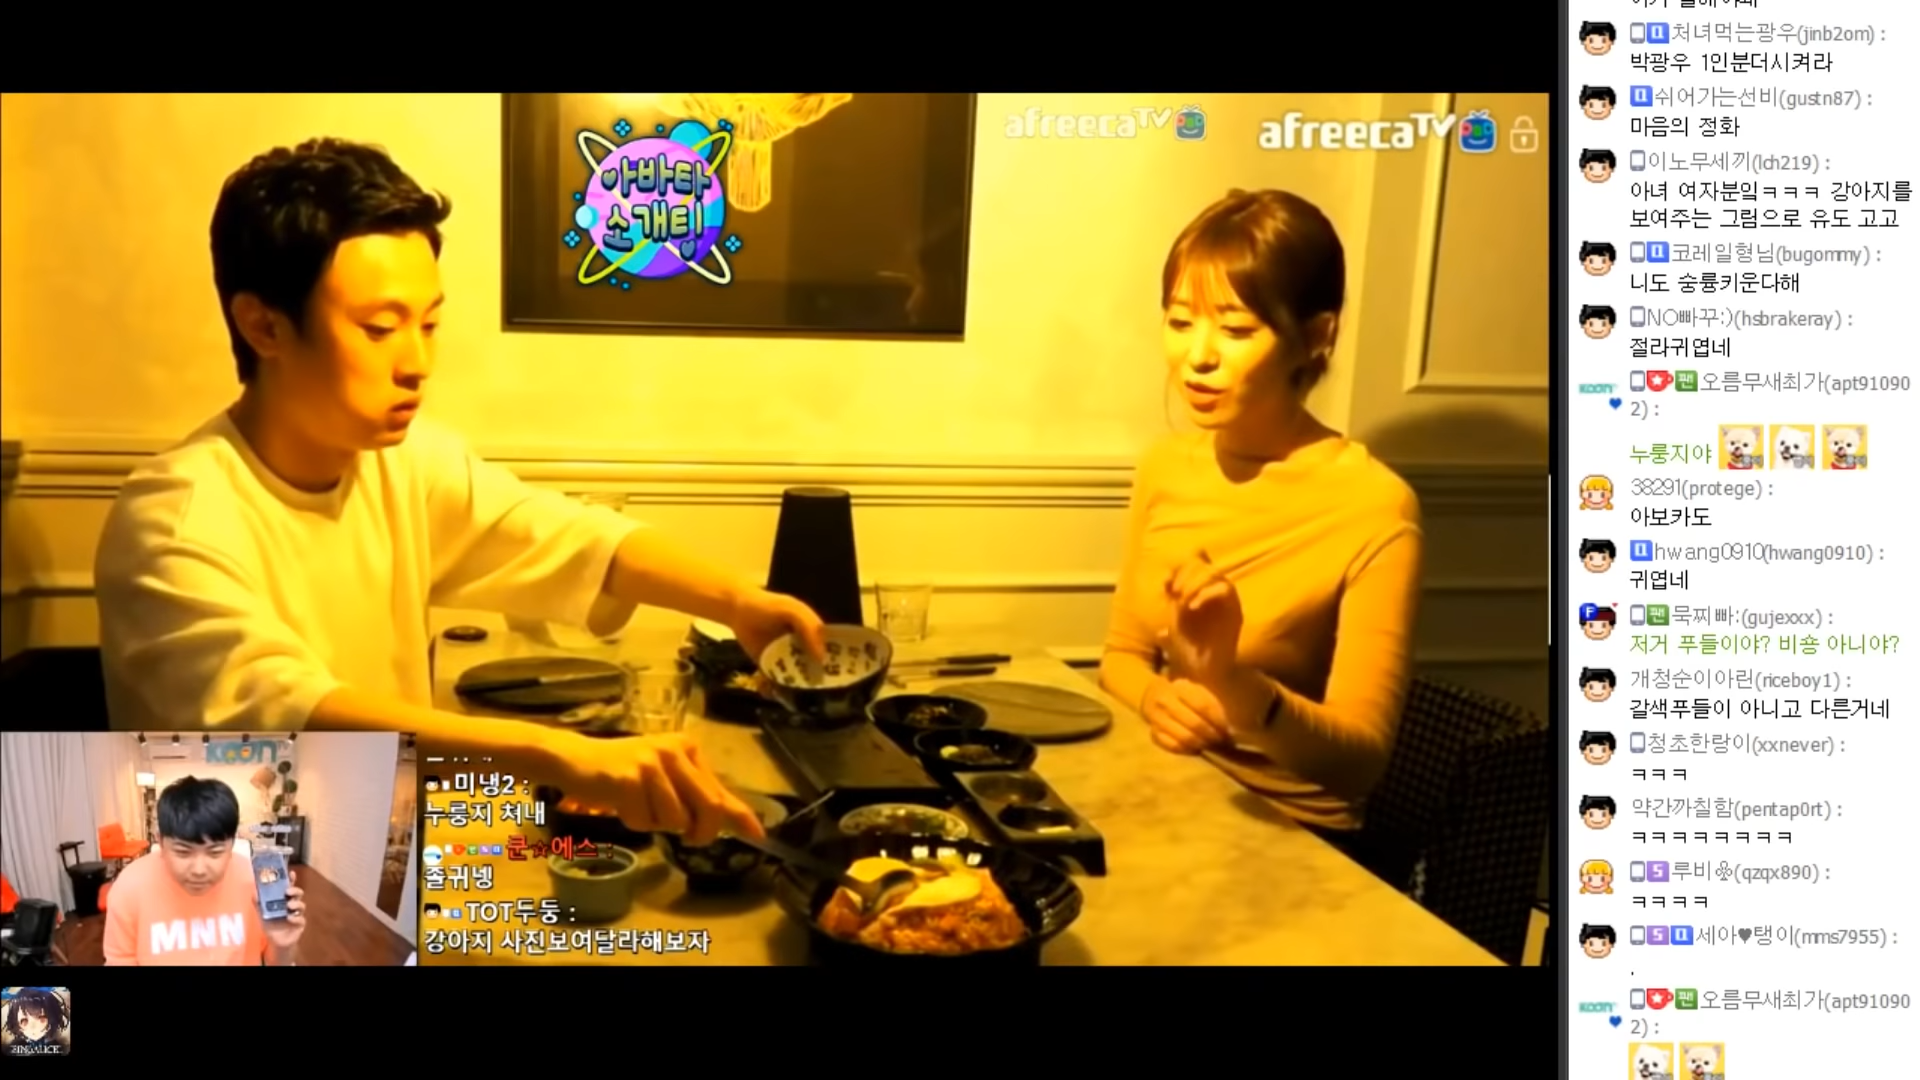 afreecaTV
afreecaTV
아바타
소개팅
KOON
MNN
미냉2 :
누룽지 처내
쿤☆에스 :
졸귀넹
TOT두둥 :
강아지 사진보여달라해보자
처녀먹는광우(jinb2om) :
박광우 1인분더시켜라
쉬어가는선비(gustn87) :
마음의 정화
이노무세끼(lch219) :
아녀 여자분잌ㅋㅋㅋ 강아지를
보여주는 그럼으로 유도 고고
코레일형님(bugommy) :
니도 숭륭키운다해
NO빠꾸:)(hsbrakeray) :
절라귀엽네
팬 오름무새최가(apt91090
2) :
누룽지야
38291(protege) :
아보카도
hwang0910(hwang0910) :
귀엽네
F 팬 묵찌빠:(gujexxx) :
저거 푸들이야? 비숑 아니야?
개청순이아런(riceboy1) :
갈색푸들이 아니고 다른거네
청초한랑이(xxnever) :
ㅋㅋㅋ
약간까칠함(pentap0rt) :
ㅋㅋㅋㅋㅋㅋㅋㅋ
S 루비(qzqx890) :
ㅋㅋㅋㅋ
S 세아♥탱이(mms7955) :
.
팬 오름무새최가(apt91090
2) :